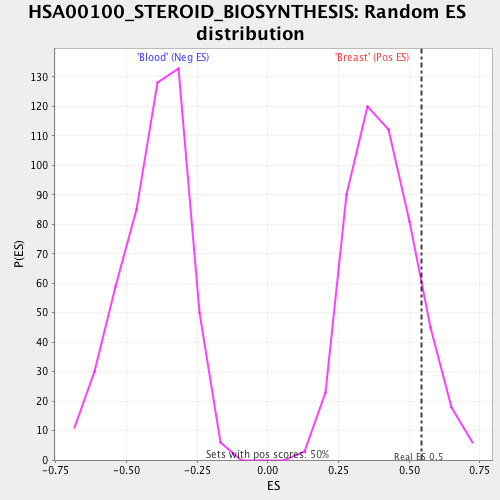 HSA00100_STEROID_BIOSYNTHESIS: Random ES
distribution
'Blood' (Neg ES)
'Breast' (Pos ES)
130
120
110
100
90
80
70
60
50
40
30
20
10
0
P(ES)
Sets with pos scores: 50%
Real ES 0.5
-0.75
-0.50
-0.25
0.00
0.25
0.50
0.75
ES